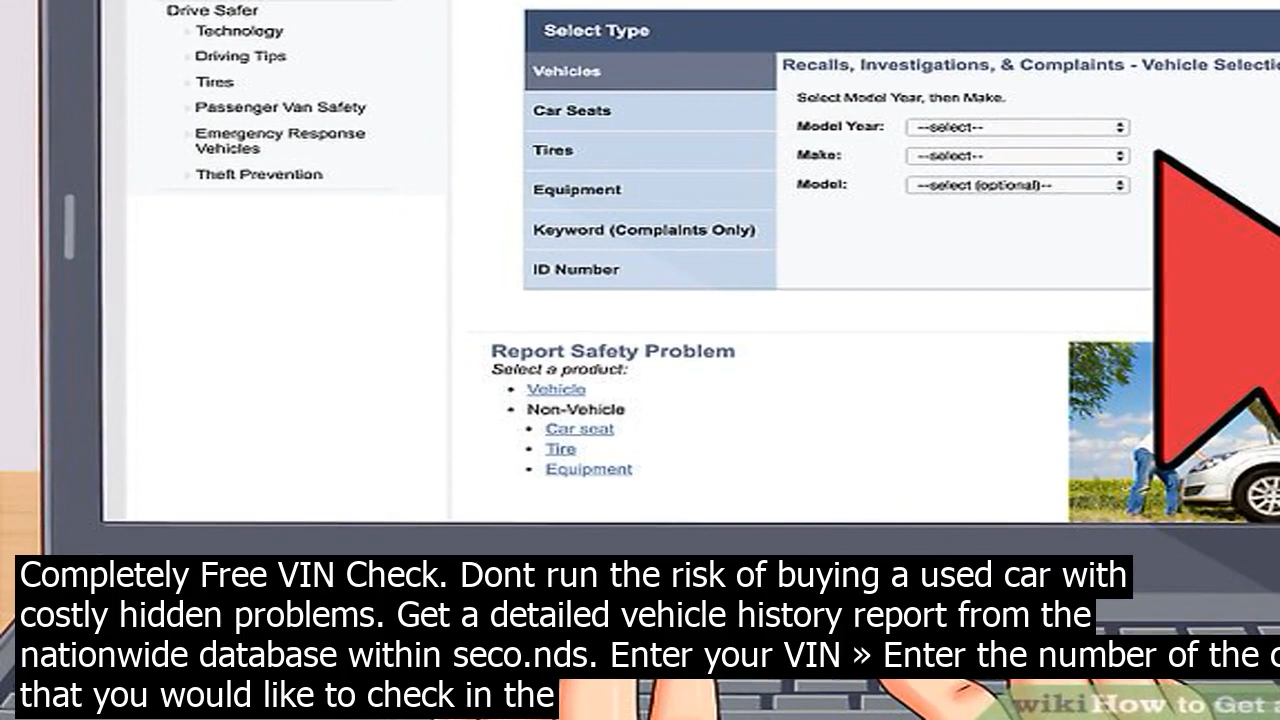 Drive Safer
Technology
Driving Tips
Tires
Passenger Van Safety
Emergency Response
Vehicles
Theft Prevention
Select Type
Vehicles
Car Seats
Tires
Equipment
Keyword (Complaints Only)
ID Number
Recalls, Investigations, & Complaints - Vehicle Selectio
Select Model Year, then Make.
Model Year: --select--
Make: --select--
Model: --select (optional)--
Report Safety Problem
Select a product:
• Vehicle
• Non-Vehicle
• Car seat
• Tire
• Equipment
Completely Free VIN Check. Dont run the risk of buying a used car with
costly hidden problems. Get a detailed vehicle history report from the
nationwide database within seco.nds. Enter your VIN » Enter the number of the
that you would like to check in the
wikiHow to Get a